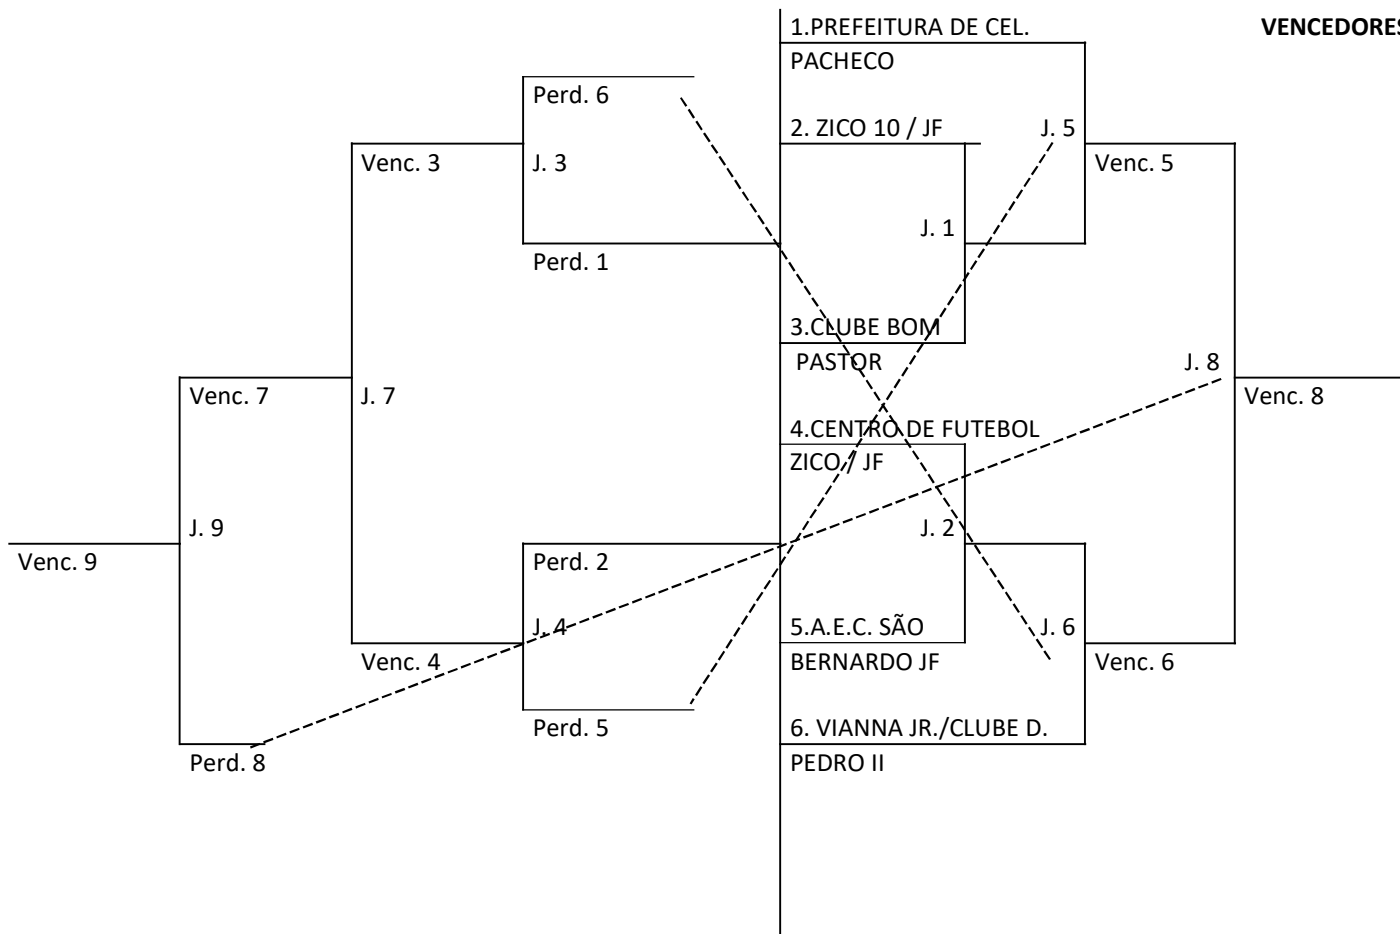 1.PREFEITURA DE CEL.
VENCEDORES
PACHECO
Perd. 6
2. ZICO 10 / JF
J. 5
Venc. 3
J. 3
Venc. 5
J. 1
Perd. 1
3.CLUBE BOM
PASTOR
J. 8
Venc. 7
J. 7
Venc. 8
4.CENTRO DE FUTEBOL
ZICO / JF
J. 9
J. 2
Venc. 9
Perd. 2
J. 4
5.A.E.C. SÃO
J. 6
Venc. 4
BERNARDO JF
Venc. 6
Perd. 5
6. VIANNA JR./CLUBE D.
Perd. 8
PEDRO II